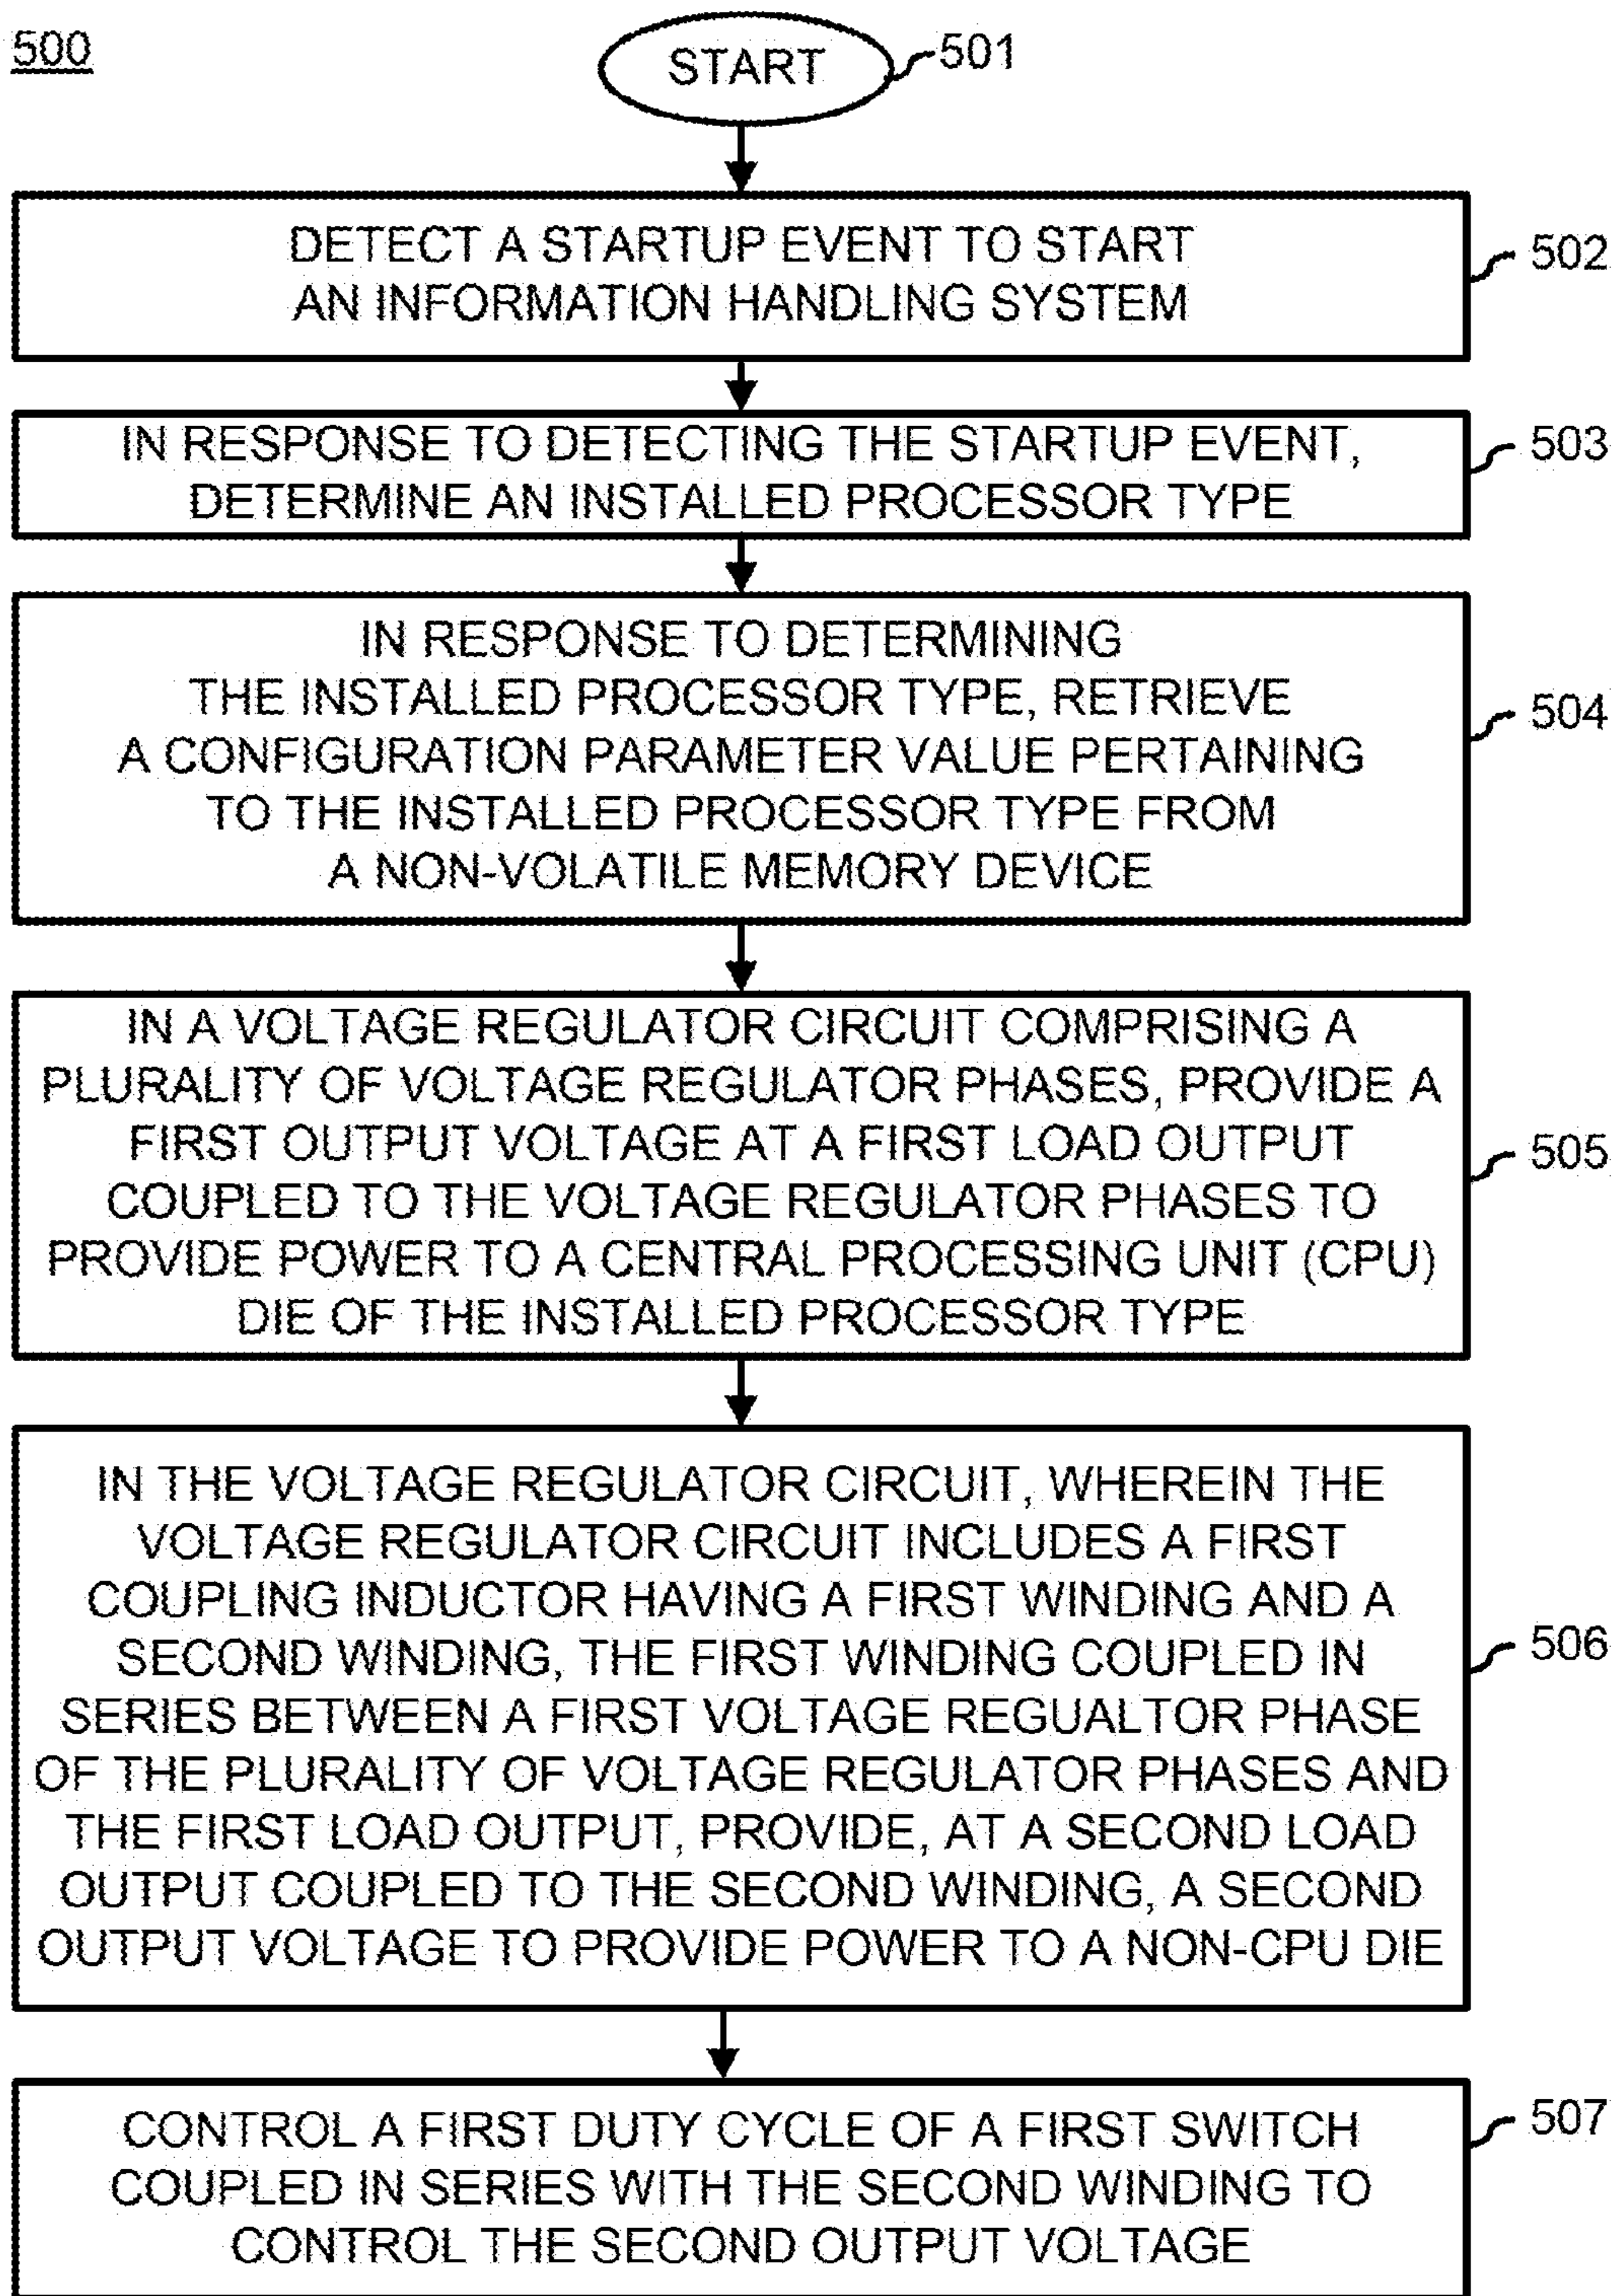 500
START
501
DETECT A STARTUP EVENT TO START
AN INFORMATION HANDLING SYSTEM
502
IN RESPONSE TO DETECTING THE STARTUP EVENT,
DETERMINE AN INSTALLED PROCESSOR TYPE
503
IN RESPONSE TO DETERMINING
THE INSTALLED PROCESSOR TYPE, RETRIEVE
A CONFIGURATION PARAMETER VALUE PERTAINING
TO THE INSTALLED PROCESSOR TYPE FROM
A NON-VOLATILE MEMORY DEVICE
504
IN A VOLTAGE REGULATOR CIRCUIT COMPRISING A
PLURALITY OF VOLTAGE REGULATOR PHASES, PROVIDE A
FIRST OUTPUT VOLTAGE AT A FIRST LOAD OUTPUT
COUPLED TO THE VOLTAGE REGULATOR PHASES TO
PROVIDE POWER TO A CENTRAL PROCESSING UNIT (CPU)
DIE OF THE INSTALLED PROCESSOR TYPE
505
IN THE VOLTAGE REGULATOR CIRCUIT, WHEREIN THE
VOLTAGE REGULATOR CIRCUIT INCLUDES A FIRST
COUPLING INDUCTOR HAVING A FIRST WINDING AND A
SECOND WINDING, THE FIRST WINDING COUPLED IN
SERIES BETWEEN A FIRST VOLTAGE REGUALTOR PHASE
OF THE PLURALITY OF VOLTAGE REGULATOR PHASES AND
THE FIRST LOAD OUTPUT, PROVIDE, AT A SECOND LOAD
OUTPUT COUPLED TO THE SECOND WINDING, A SECOND
OUTPUT VOLTAGE TO PROVIDE POWER TO A NON-CPU DIE
506
CONTROL A FIRST DUTY CYCLE OF A FIRST SWITCH
COUPLED IN SERIES WITH THE SECOND WINDING TO
CONTROL THE SECOND OUTPUT VOLTAGE
507